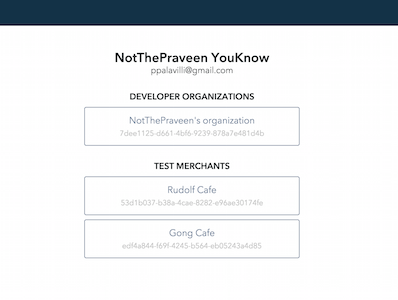 NotThePraveen YouKnow
ppalavilli@gmail.com
DEVELOPER ORGANIZATIONS
NotThePraveen's organization
7dee1125-d661-4bf6-9239-878a7e481d4b
TEST MERCHANTS
Rudolf Cafe
53d1b037-b38a-4cae-8282-e96ae30174fe
Gong Cafe
edf4a844-f69f-4245-b564-eb05243a4d85